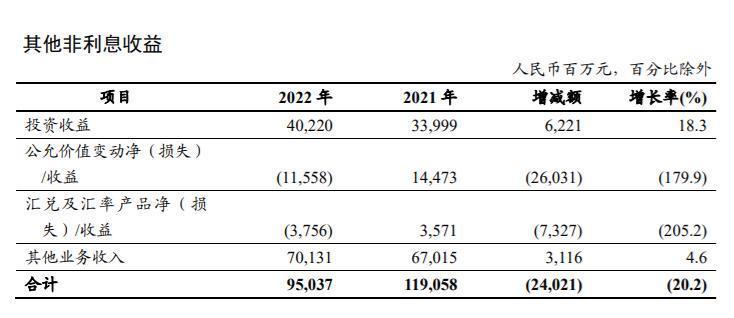 其他非利息收益
人民币百万元，百分比除外
项目 2022 年 2021 年 增减额 增长率(%)
投资收益 40,220 33,999 6,221 18.3
公允价值变动净（损失）
/收益 (11,558) 14,473 (26,031) (179.9)
汇兑及汇率产品净（损
失）/收益 (3,756) 3,571 (7,327) (205.2)
其他业务收入 70,131 67,015 3,116 4.6
合计 95,037 119,058 (24,021) (20.2)